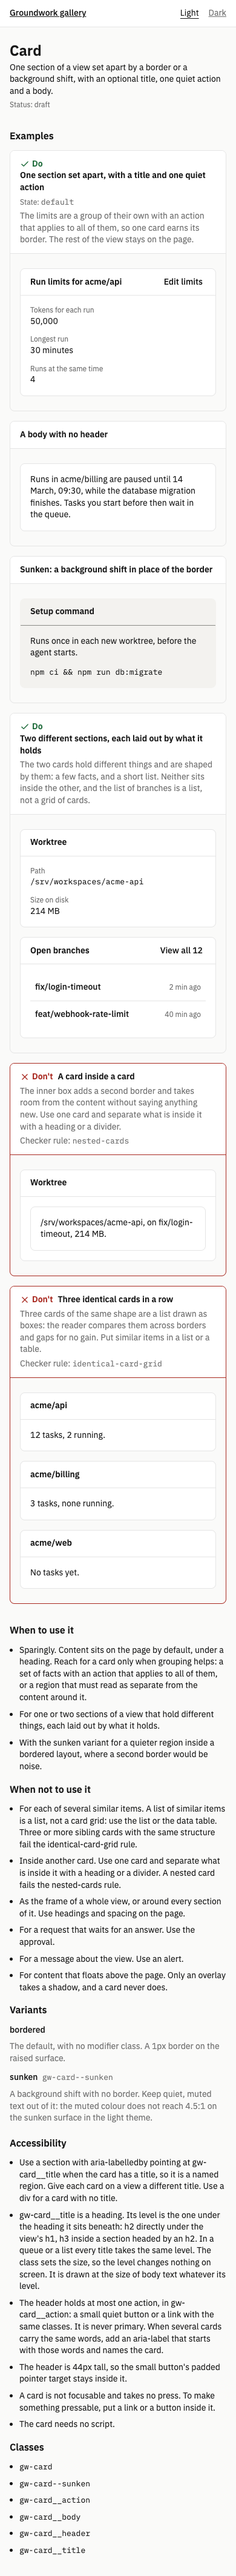 Groundwork gallery
Light
Dark
Card
One section of a view set apart by a border or a
background shift, with an optional title, one quiet action
and a body.
Status: draft
Examples
Do
One section set apart, with a title and one quiet
action
State: default
The limits are a group of their own with an action
that applies to all of them, so one card earns its
border. The rest of the view stays on the page.
Run limits for acme/api
Edit limits
Tokens for each run
50,000
Longest run
30 minutes
Runs at the same time
4
A body with no header
Runs in acme/billing are paused until 14
March, 09:30, while the database migration
finishes. Tasks you start before then wait in
the queue.
Sunken: a background shift in place of the border
Setup command
Runs once in each new worktree, before the
agent starts.
npm ci && npm run db:migrate
Do
Two different sections, each laid out by what it
holds
The two cards hold different things and are shaped
by them: a few facts, and a short list. Neither sits
inside the other, and the list of branches is a list,
not a grid of cards.
Worktree
Path
/srv/workspaces/acme-api
Size on disk
214 MB
Open branches
View all 12
fix/login-timeout
2 min ago
feat/webhook-rate-limit
40 min ago
Don't A card inside a card
The inner box adds a second border and takes
room from the content without saying anything
new. Use one card and separate what is inside it
with a heading or a divider.
Checker rule: nested-cards
Worktree
/srv/workspaces/acme-api, on fix/login-
timeout, 214 MB.
Don't Three identical cards in a row
Three cards of the same shape are a list drawn as
boxes: the reader compares them across borders
and gaps for no gain. Put similar items in a list or a
table.
Checker rule: identical-card-grid
acme/api
12 tasks, 2 running.
acme/billing
3 tasks, none running.
acme/web
No tasks yet.
When to use it
Sparingly. Content sits on the page by default, under a
heading. Reach for a card only when grouping helps: a
set of facts with an action that applies to all of them,
or a region that must read as separate from the
content around it.
For one or two sections of a view that hold different
things, each laid out by what it holds.
With the sunken variant for a quieter region inside a
bordered layout, where a second border would be
noise.
When not to use it
For each of several similar items. A list of similar items
is a list, not a card grid: use the list or the data table.
Three or more sibling cards with the same structure
fail the identical-card-grid rule.
Inside another card. Use one card and separate what
is inside it with a heading or a divider. A nested card
fails the nested-cards rule.
As the frame of a whole view, or around every section
of it. Use headings and spacing on the page.
For a request that waits for an answer. Use the
approval.
For a message about the view. Use an alert.
For content that floats above the page. Only an overlay
takes a shadow, and a card never does.
Variants
bordered
The default, with no modifier class. A 1px border on the
raised surface.
sunken gw-card--sunken
A background shift with no border. Keep quiet, muted
text out of it: the muted colour does not reach 4.5:1 on
the sunken surface in the light theme.
Accessibility
Use a section with aria-labelledby pointing at gw-
card__title when the card has a title, so it is a named
region. Give each card on a view a different title. Use a
div for a card with no title.
gw-card__title is a heading. Its level is the one under
the heading it sits beneath: h2 directly under the
view's h1, h3 inside a section headed by an h2. In a
queue or a list every title takes the same level. The
class sets the size, so the level changes nothing on
screen. It is drawn at the size of body text whatever its
level.
The header holds at most one action, in gw-
card__action: a small quiet button or a link with the
same classes. It is never primary. When several cards
carry the same words, add an aria-label that starts
with those words and names the card.
The header is 44px tall, so the small button's padded
pointer target stays inside it.
A card is not focusable and takes no press. To make
something pressable, put a link or a button inside it.
The card needs no script.
Classes
gw-card
gw-card--sunken
gw-card__action
gw-card__body
gw-card__header
gw-card__title